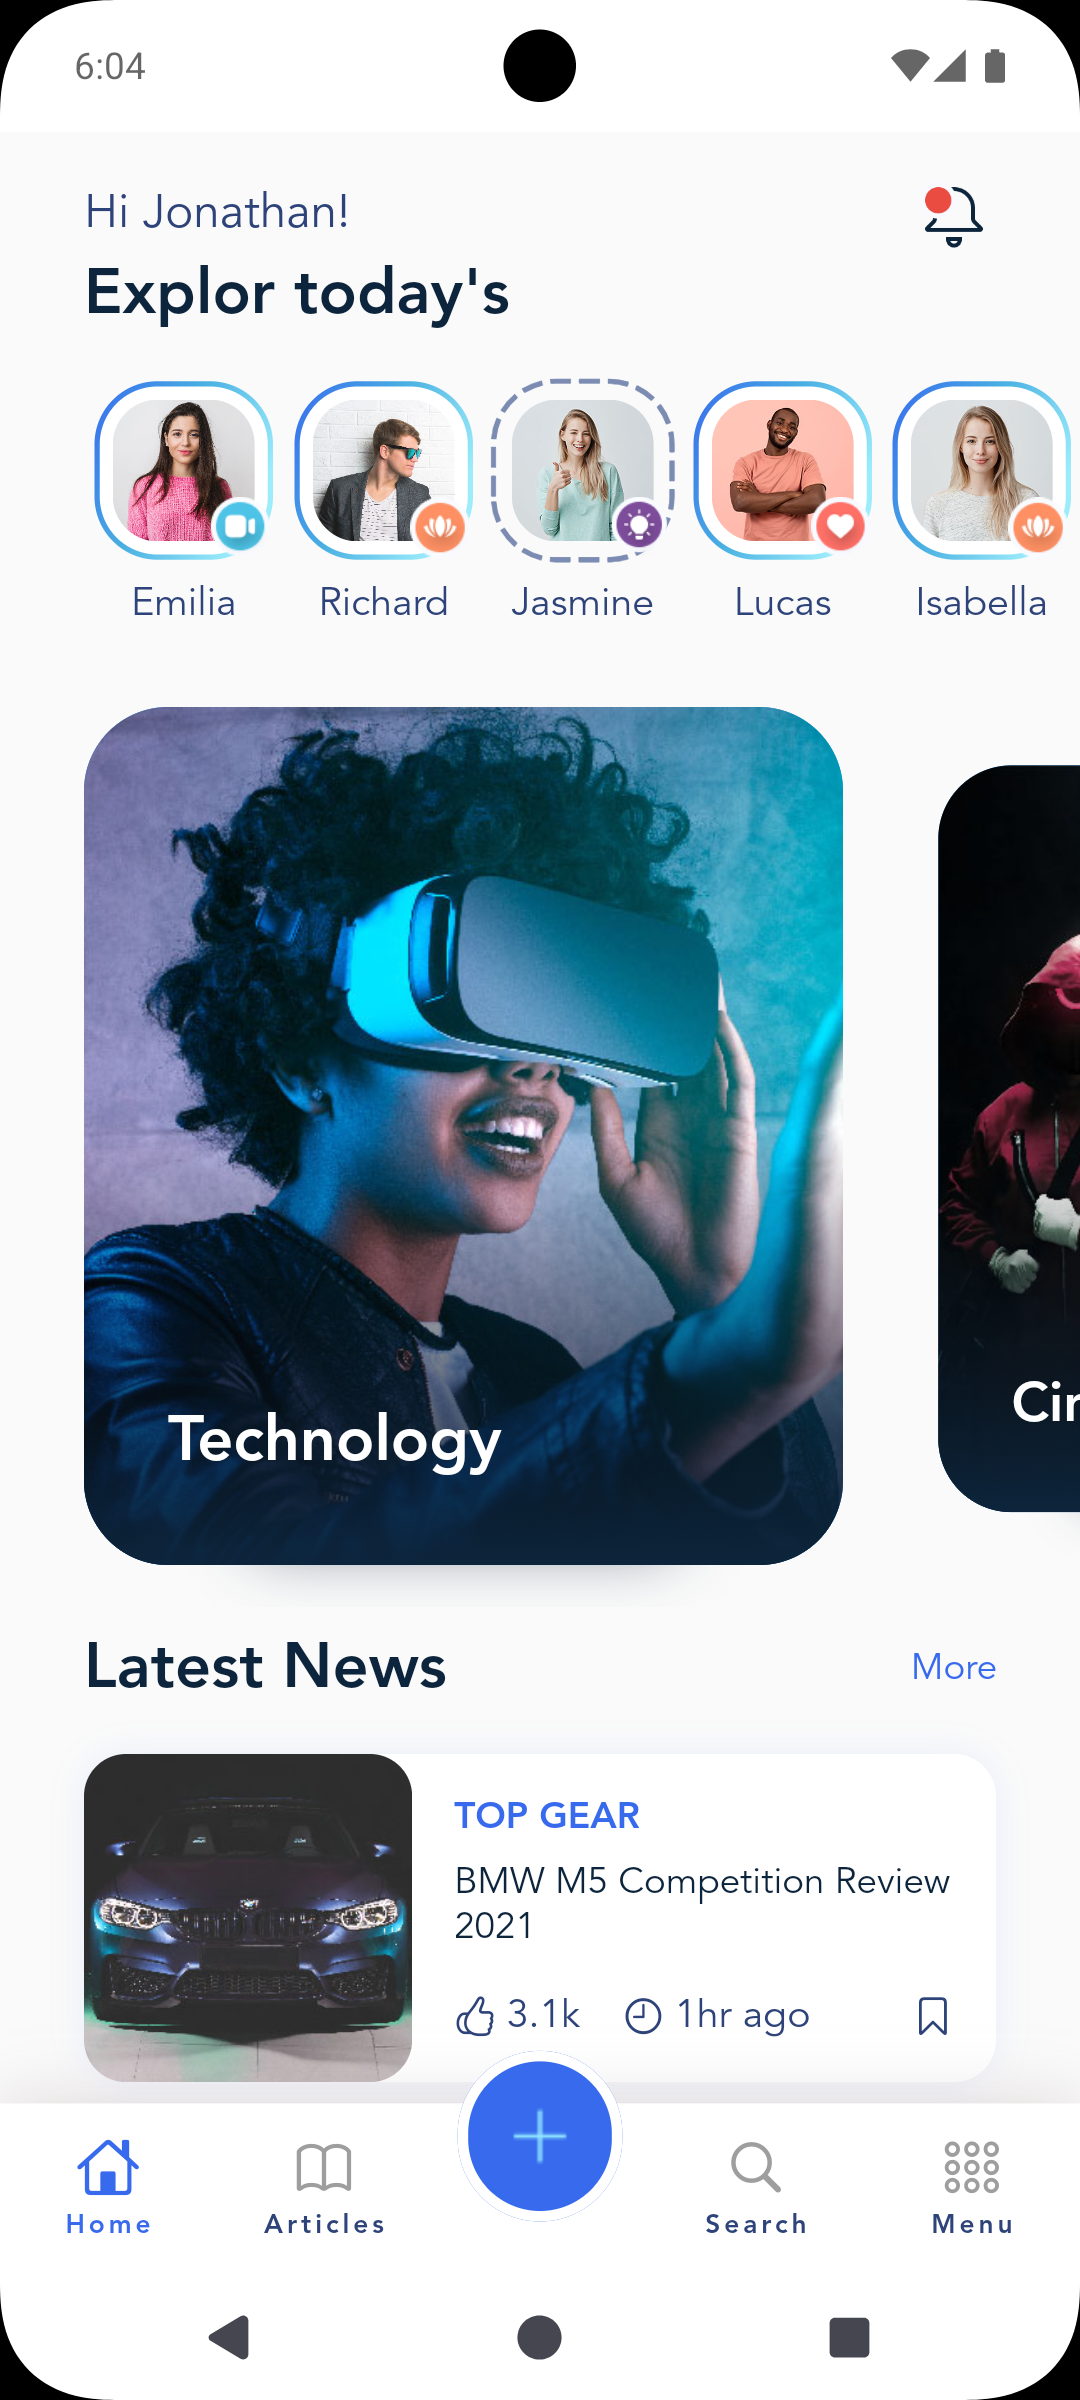 6:04
Hi Jonathan!
Explor today's
Emilia
Richard
Jasmine
Lucas
Isabella
Technology
Latest News
More
TOP GEAR
BMW M5 Competition Review
2021
3.1k
1hr ago
Home
Articles
Search
Menu